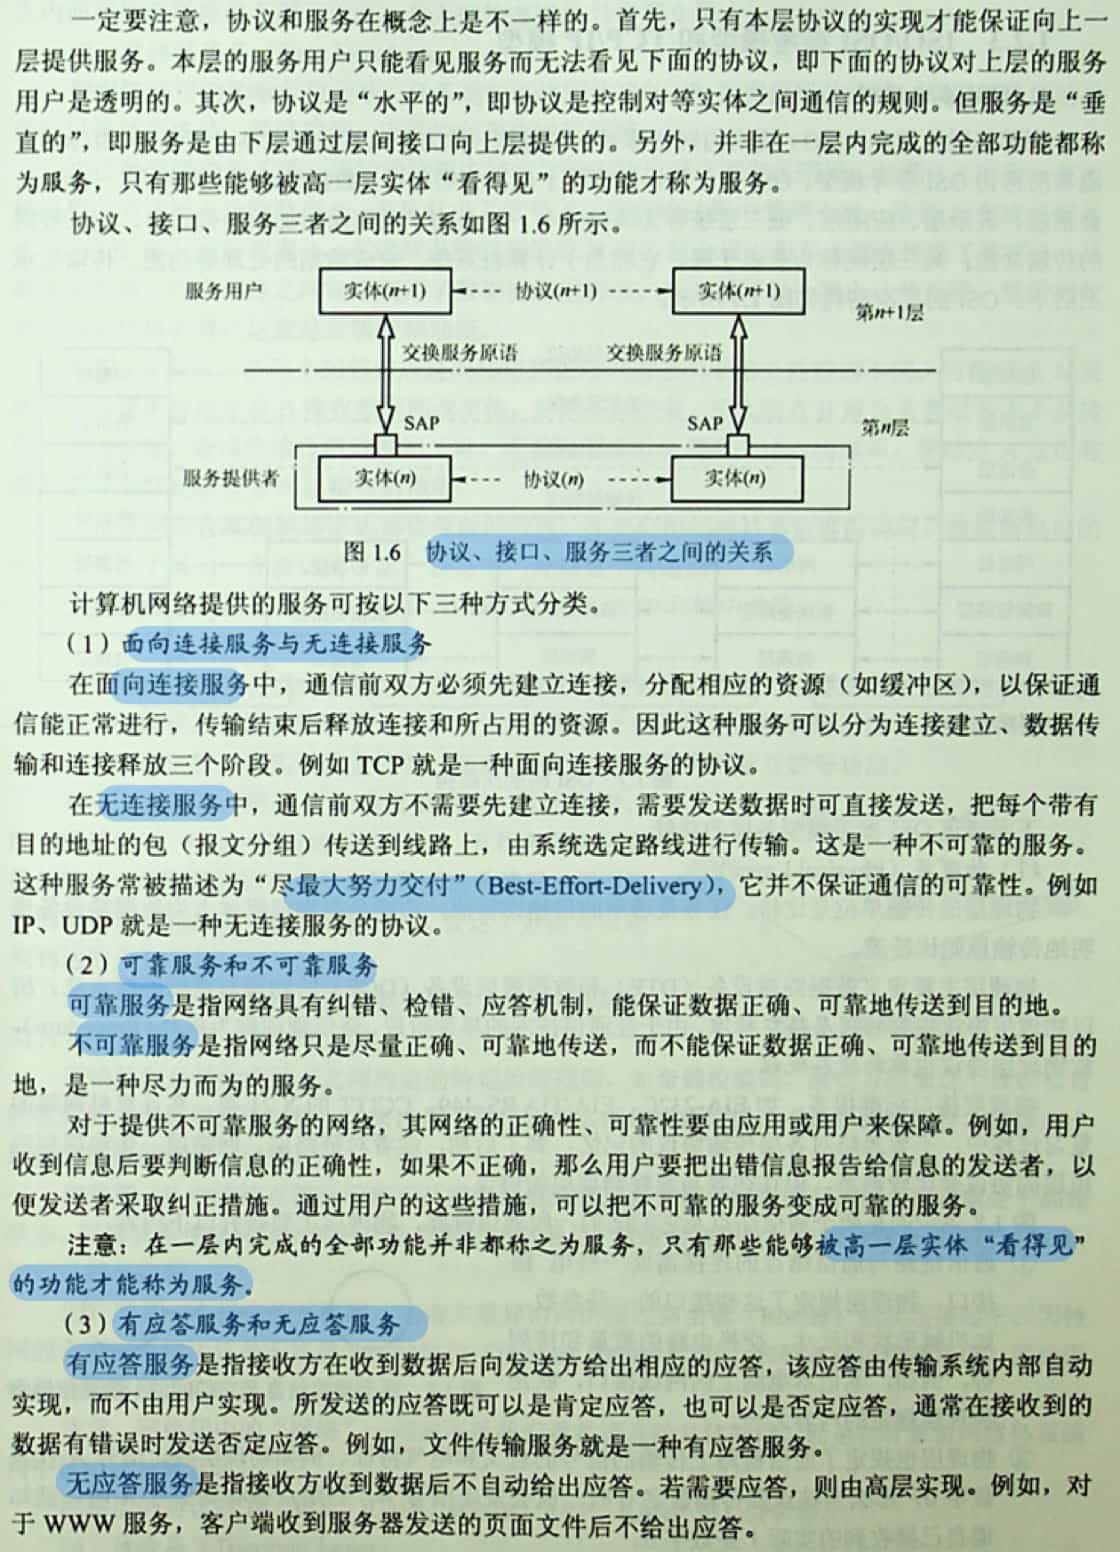 一定要注意，协议和服务在概念上是不一样的。首先，只有本层协议的实现才能保证向上一
层提供服务。本层的服务用户只能看见服务而无法看见下面的协议，即下面的协议对上层的服务
用户是透明的。其次，协议是“水平的”，即协议是控制对等实体之间通信的规则。但服务是“垂
直的”，即服务是由下层通过层间接口向上层提供的。另外，并非在一层内完成的全部功能都称
为服务，只有那些能够被高一层实体“看得见”的功能才称为服务。
协议、接口、服务三者之间的关系如图 1.6 所示。
服务用户 实体(n+1) 协议(n+1) 实体(n+1)
第n+1层
交换服务原语 交换服务原语
SAP SAP 第n层
服务提供者 实体(n) 协议(n) 实体(n)
图 1.6 协议、接口、服务三者之间的关系
计算机网络提供的服务可按以下三种方式分类。
（1）面向连接服务与无连接服务
在面向连接服务中，通信前双方必须先建立连接，分配相应的资源（如缓冲区），以保证通
信能正常进行，传输结束后释放连接和所占用的资源。因此这种服务可以分为连接建立、数据传
输和连接释放三个阶段。例如 TCP 就是一种面向连接服务的协议。
在无连接服务中，通信前双方不需要先建立连接，需要发送数据时可直接发送，把每个带有
目的地址的包（报文分组）传送到线路上，由系统选定路线进行传输。这是一种不可靠的服务。
这种服务常被描述为“尽最大努力交付”（Best-Effort-Delivery），它并不保证通信的可靠性。例如
IP、UDP 就是一种无连接服务的协议。
（2）可靠服务和不可靠服务
可靠服务是指网络具有纠错、检错、应答机制，能保证数据正确、可靠地传送到目的地。
不可靠服务是指网络只是尽量正确、可靠地传送，而不能保证数据正确、可靠地传送到目的
地，是一种尽力而为的服务。
对于提供不可靠服务的网络，其网络的正确性、可靠性要由应用或用户来保障。例如，用户
收到信息后要判断信息的正确性，如果不正确，那么用户要把出错信息报告给信息的发送者，以
便发送者采取纠正措施。通过用户的这些措施，可以把不可靠的服务变成可靠的服务。
注意：在一层内完成的全部功能并非都称之为服务，只有那些能够被高一层实体“看得见”
的功能才能称为服务。
（3）有应答服务和无应答服务
有应答服务是指接收方在收到数据后向发送方给出相应的应答，该应答由传输系统内部自动
实现，而不由用户实现。所发送的应答既可以是肯定应答，也可以是否定应答，通常在接收到的
数据有错误时发送否定应答。例如，文件传输服务就是一种有应答服务。
无应答服务是指接收方收到数据后不自动给出应答。若需要应答，则由高层实现。例如，对
于 WWW 服务，客户端收到服务器发送的页面文件后不给出应答。